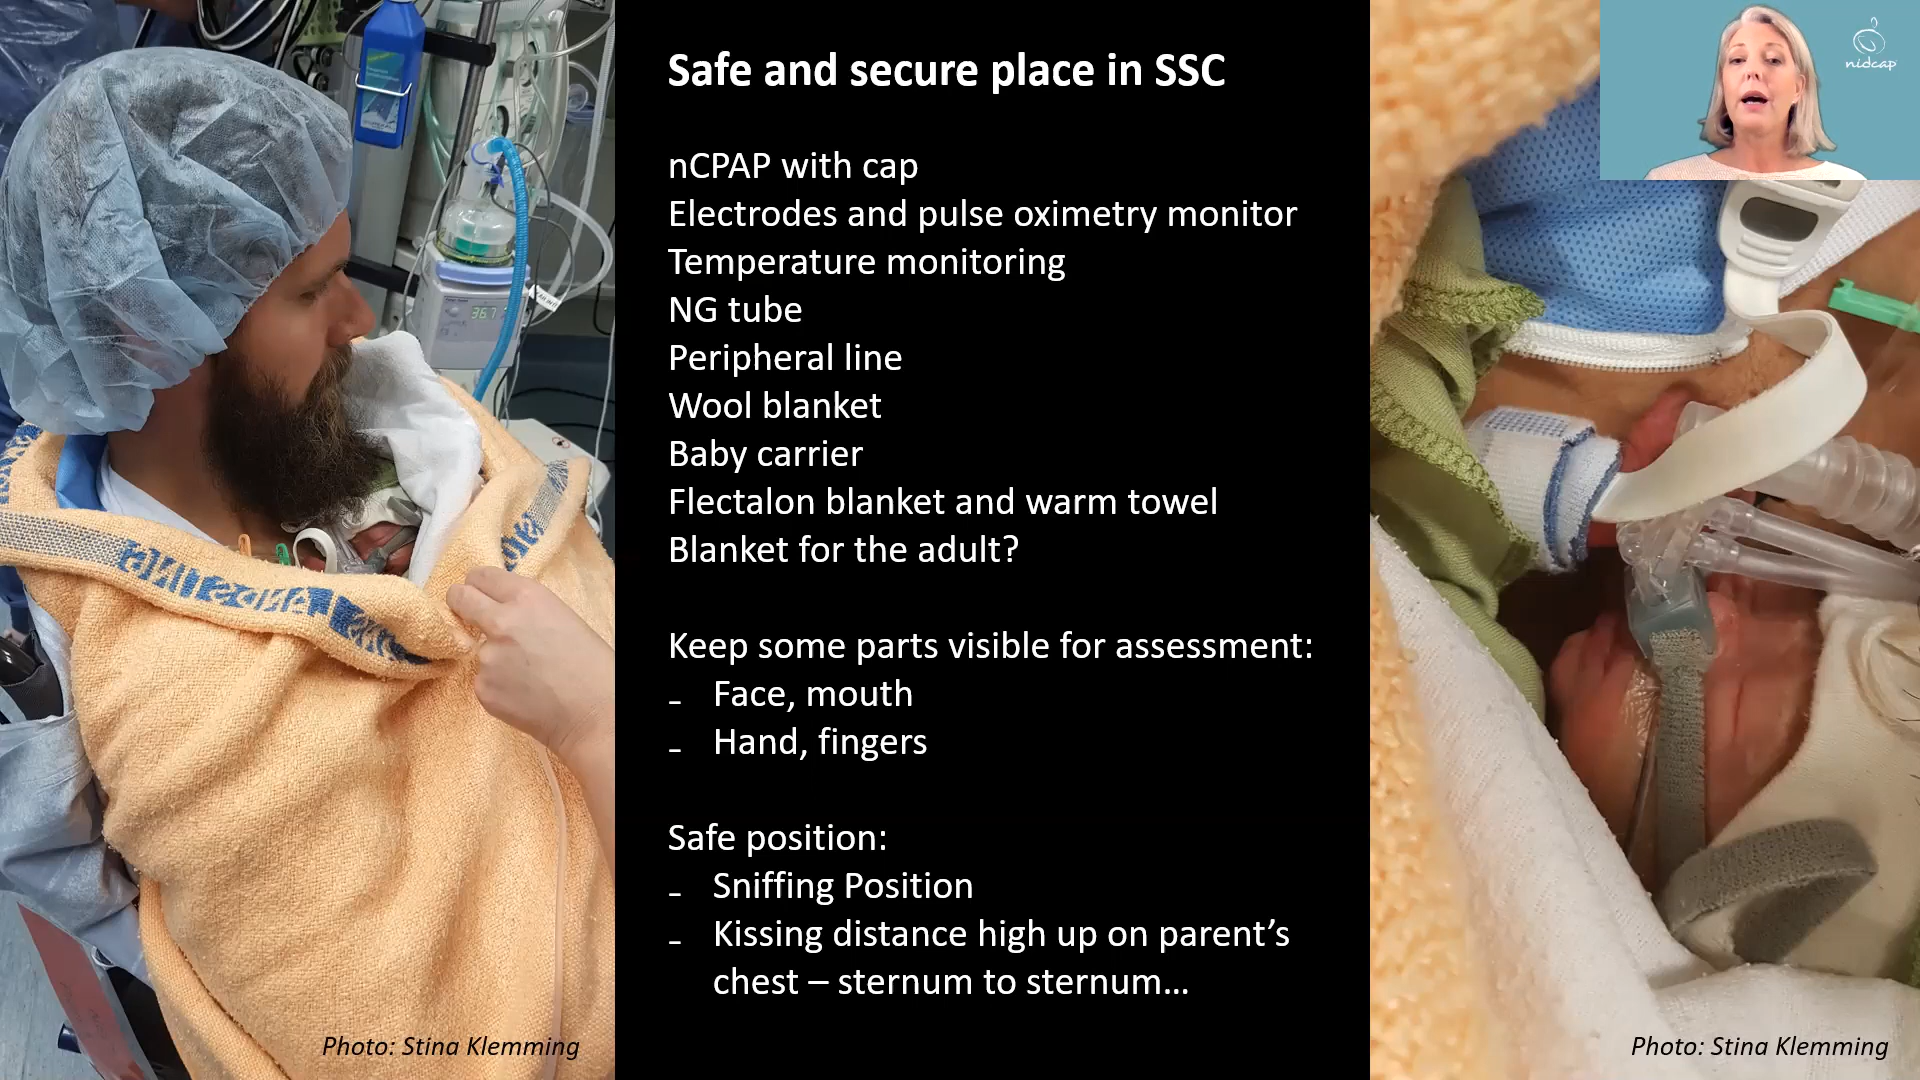 Safe and secure place in SSC
nCPAP with cap
Electrodes and pulse oximetry monitor
Temperature monitoring
NG tube
Peripheral line
Wool blanket
Baby carrier
Flectalon blanket and warm towel
Blanket for the adult?
Keep some parts visible for assessment:
- Face, mouth
- Hand, fingers
Safe position:
- Sniffing Position
- Kissing distance high up on parent's
chest – sternum to sternum...
Photo: Stina Klemming
Photo: Stina Klemming
nidcap
36.7